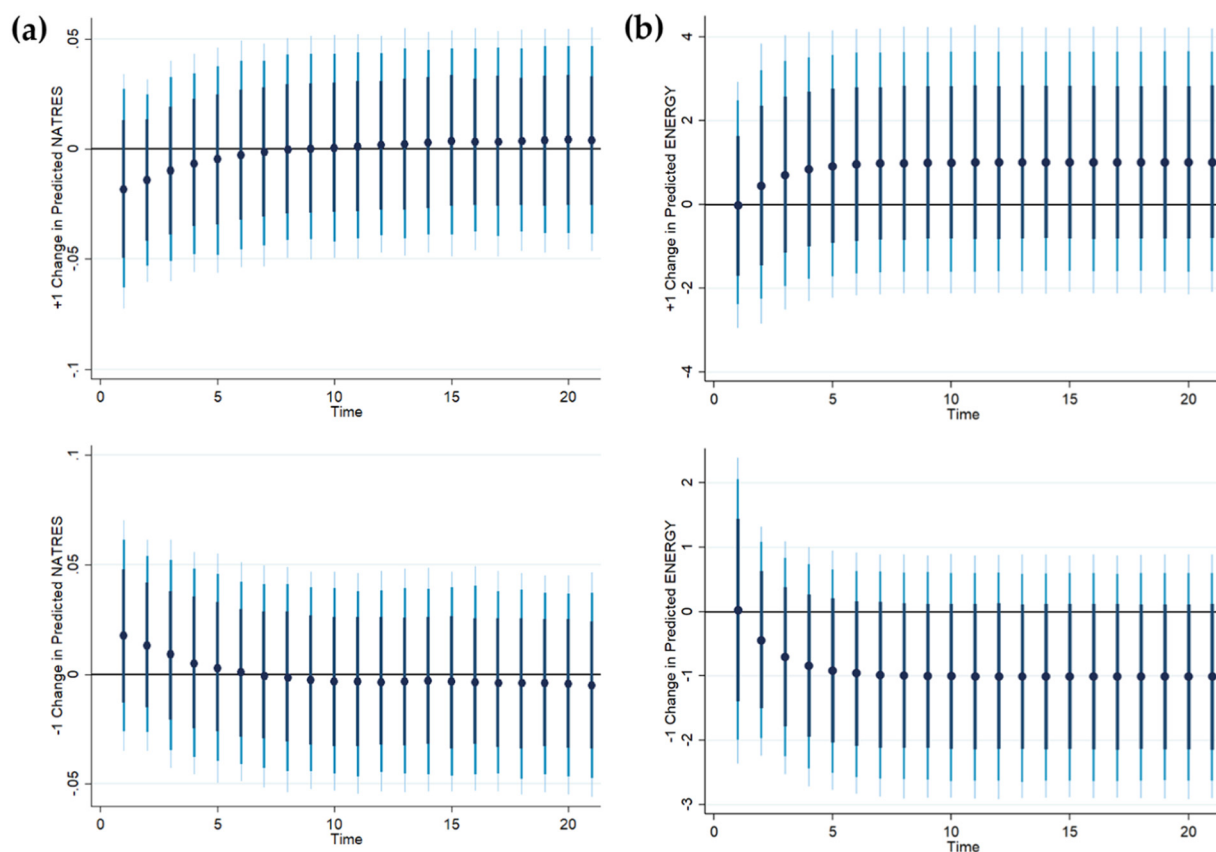 (a)
+1 Change in Predicted NATRES
.05
0
-.05
-.1
0 5 10 15 20
Time
(b)
+1 Change in Predicted ENERGY
4
2
0
-2
-4
0 5 10 15 20
Time
-1 Change in Predicted NATRES
.1
.05
0
-.05
0 5 10 15 20
Time
-1 Change in Predicted ENERGY
2
1
0
-1
-2
-3
0 5 10 15 20
Time